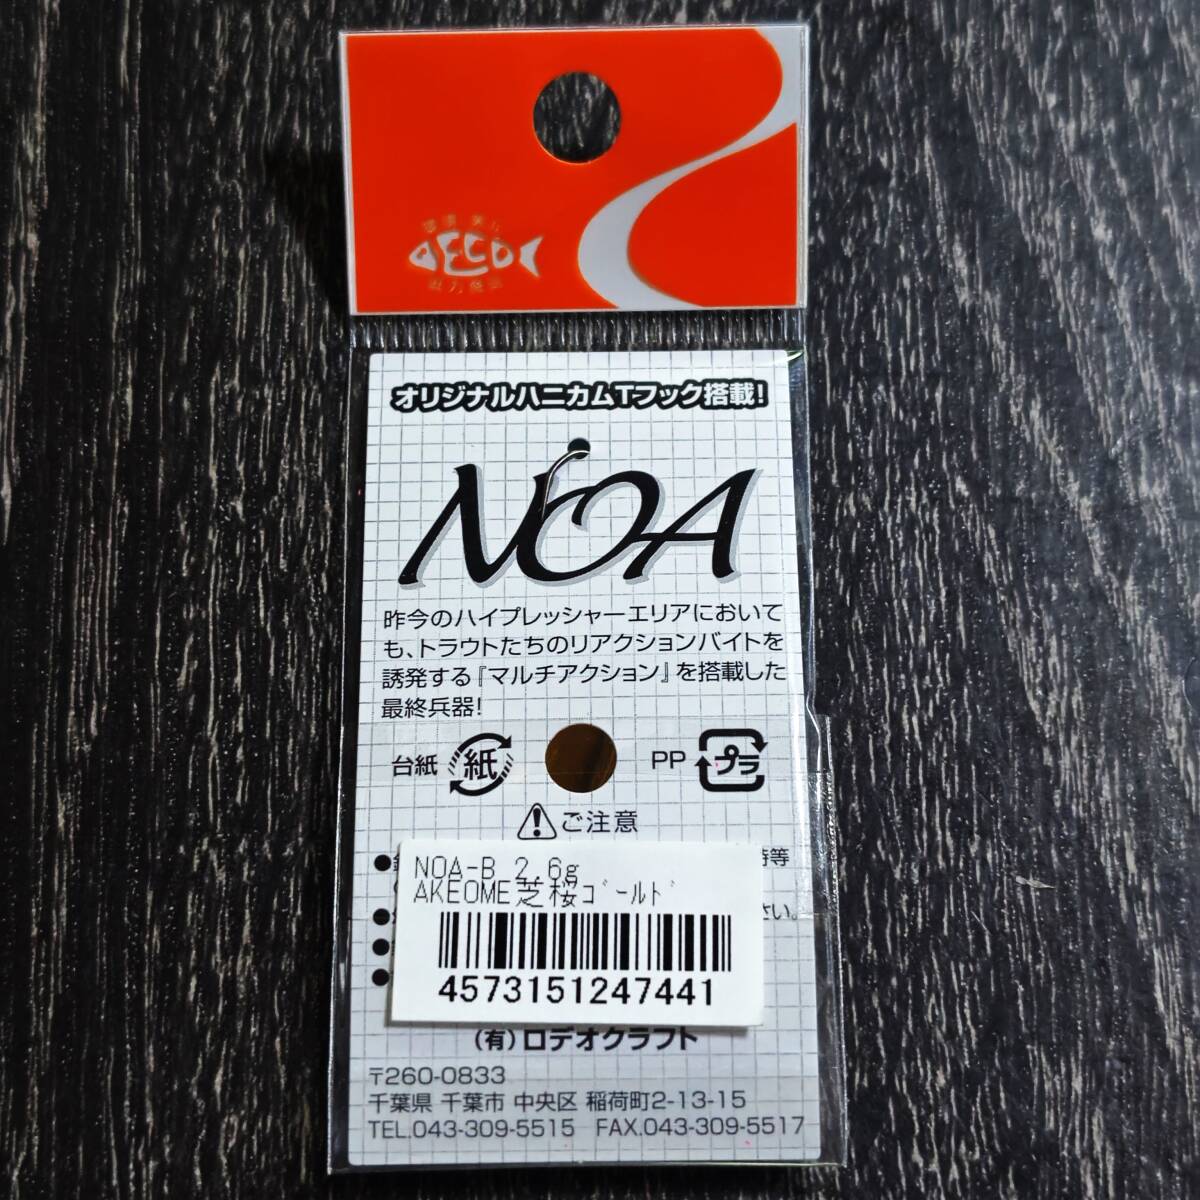 オリジナルハニカムTフック搭載!
NOA
昨今のハイプレッシャーエリアにおいて
も、トラウトたちのリアクションバイトを
誘発する『マルチアクション』を搭載した
最終兵器!
台紙 紙 PP プラ
ご注意
NOA-B 2.6g
AKEOME芝桜ゴールド
さい。
4573151247441
(有)ロデオクラフト
〒260-0833
千葉県 千葉市 中央区 稲荷町2-13-15
TEL.043-309-5515 FAX.043-309-5517